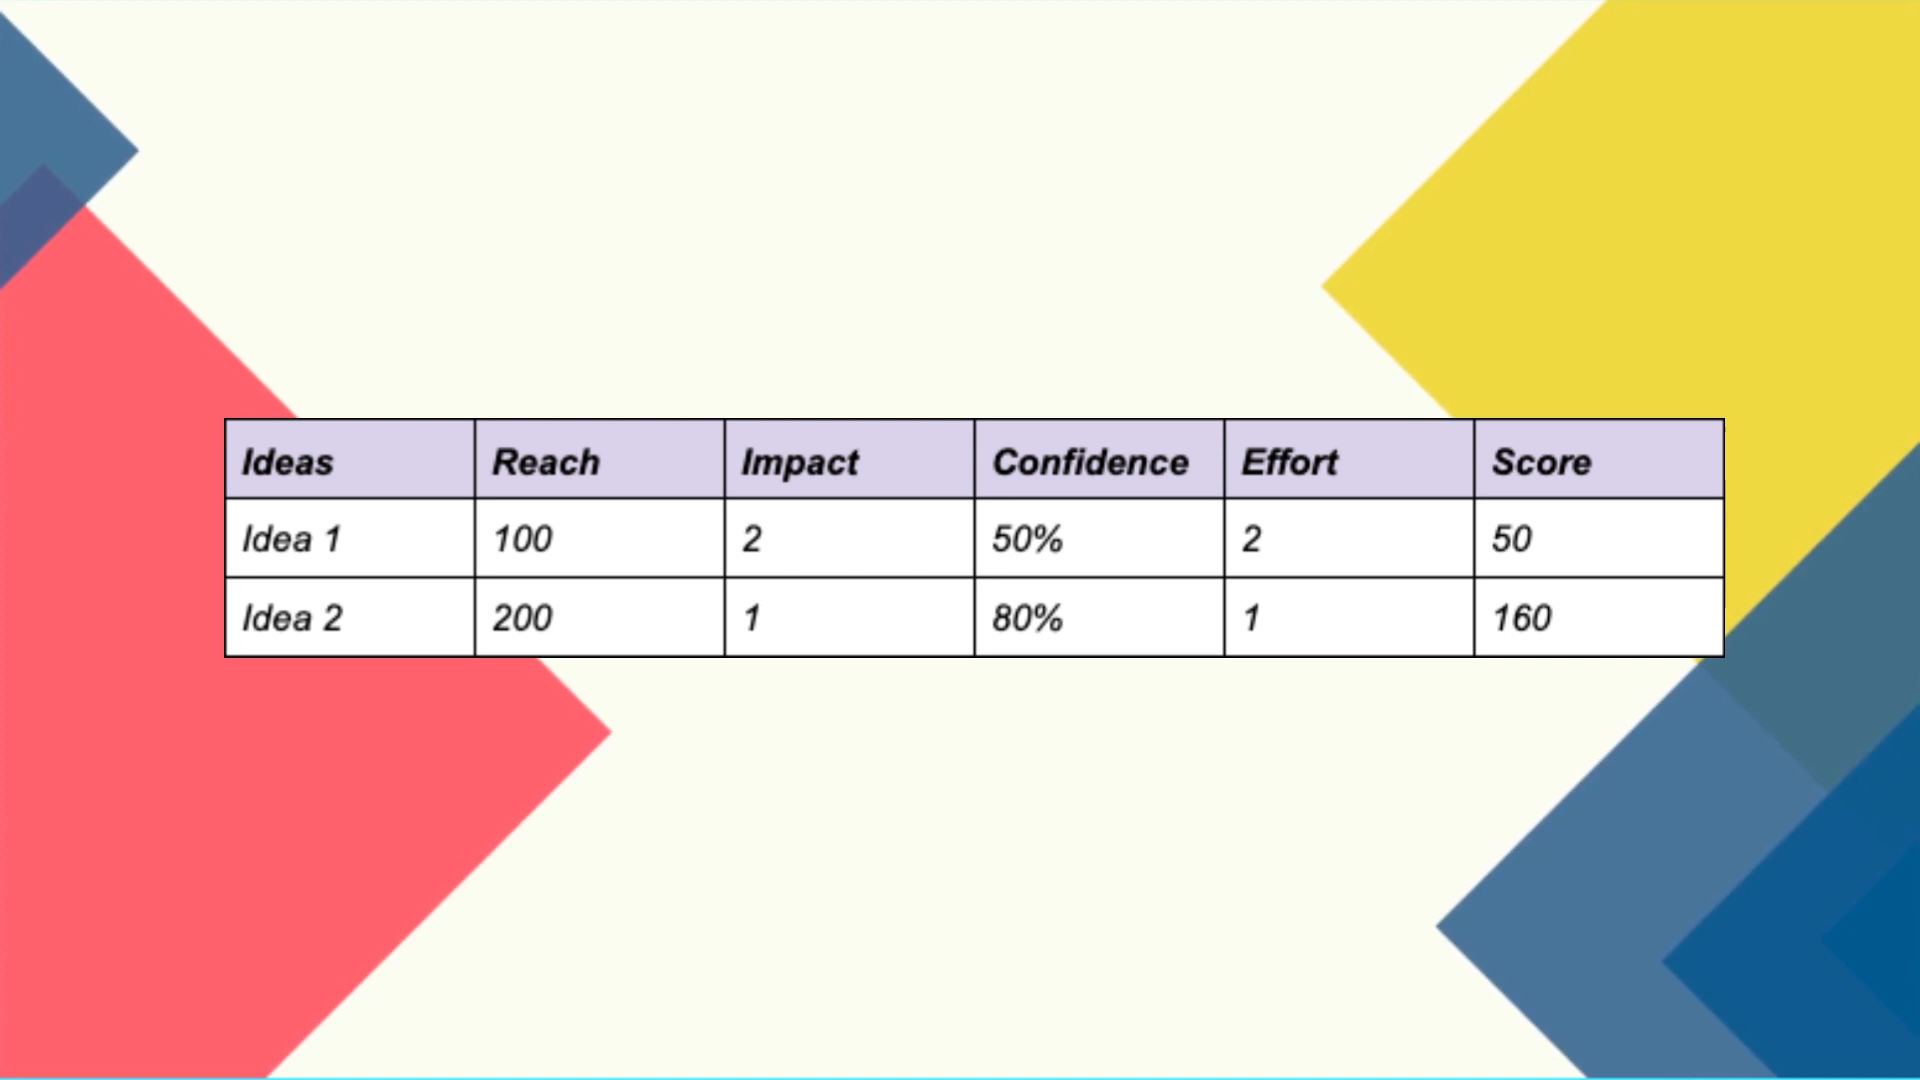 Ideas Reach Impact Confidence Effort Score
Idea 1 100 2 50% 2 50
Idea 2 200 1 80% 1 160